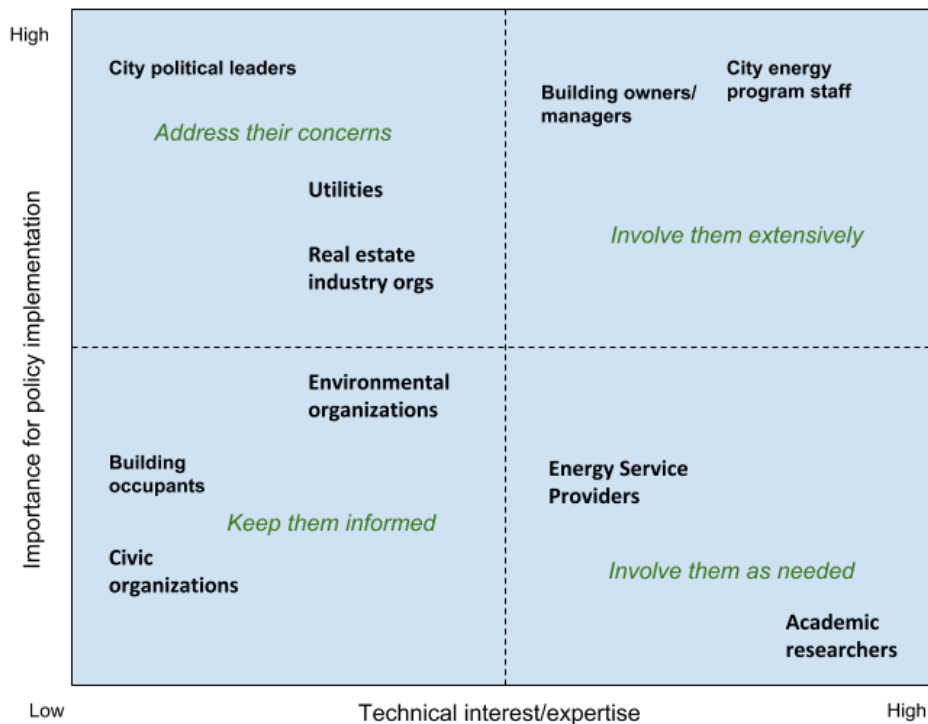 High
City political leaders
City energy
program staff
Building owners/
managers
Address their concerns
Utilities
Involve them extensively
Real estate
industry orgs
Importance for policy implementation
Environmental
organizations
Building
occupants
Energy Service
Providers
Keep them informed
Civic
organizations
Involve them as needed
Academic
researchers
Low
Technical interest/expertise
High